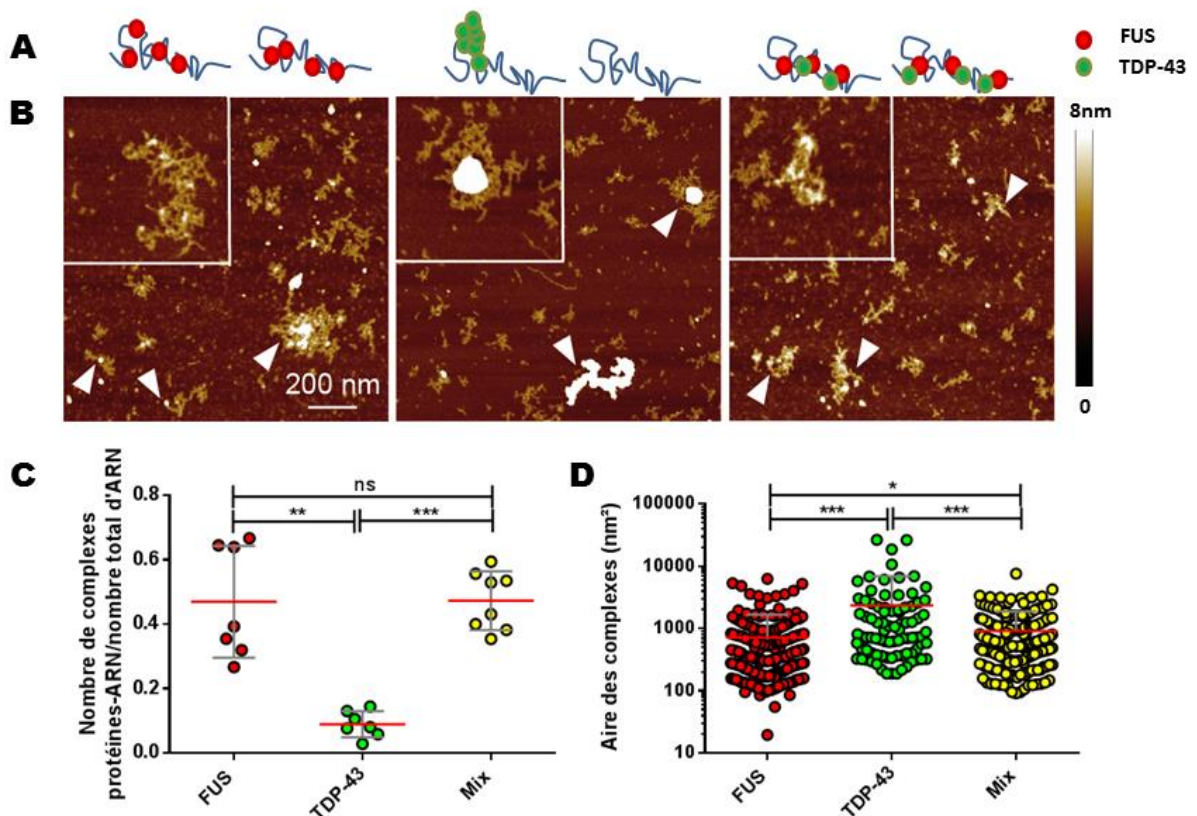 A
FUS
TDP-43
B
8nm
0
200 nm
C
Nombre de complexes
protéines-ARN/nombre total d'ARN
0.8
0.6
0.4
0.2
0.0
ns
**
***
FUS
TDP-43
Mix
D
Aire des complexes (nm²)
100000
10000
1000
100
10
*
***
***
FUS
TDP-43
Mix